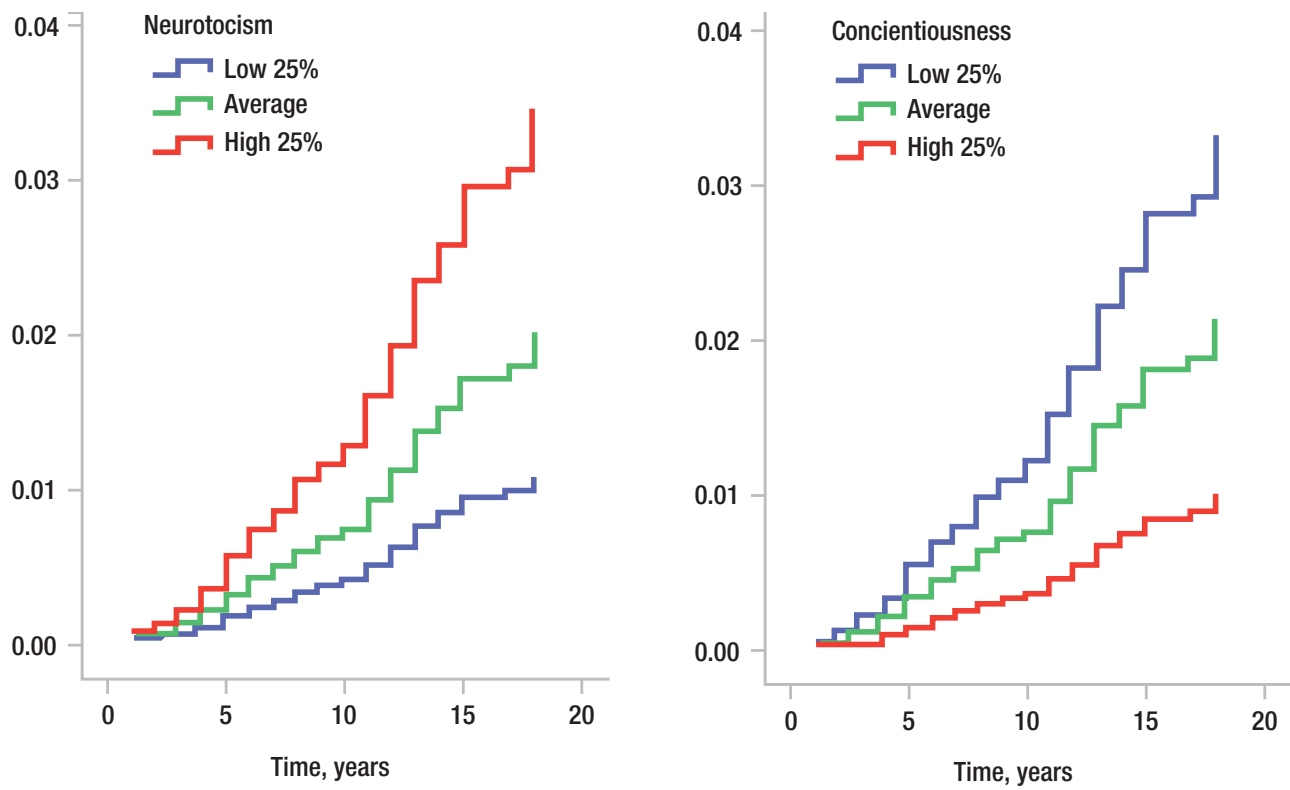 Neurotocism
Low 25%
Average
High 25%
0.04
0.03
0.02
0.01
0.00
0
5
10
15
20
Time, years
Concientiousness
Low 25%
Average
High 25%
0.04
0.03
0.02
0.01
0.00
0
5
10
15
20
Time, years